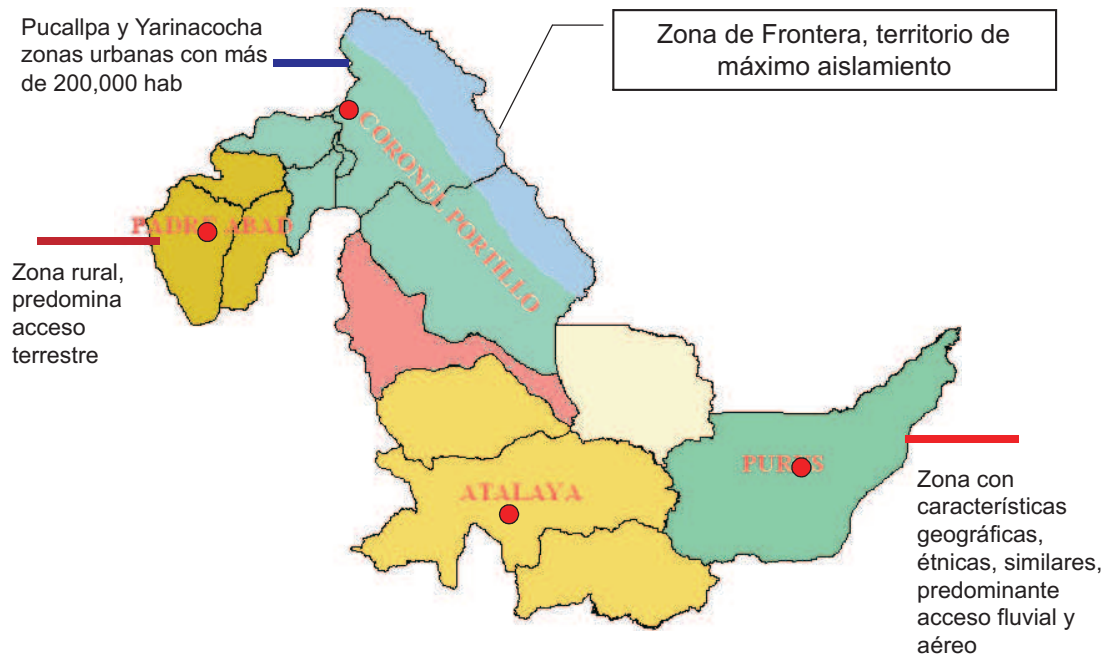 Pucallpa y Yarinacocha
zonas urbanas con más
de 200,000 hab
Zona de Frontera, territorio de
máximo aislamiento
CORONEL PORTILLO
PADRE ABAD
Zona rural,
predomina
acceso
terrestre
PURUS
ATALAYA
Zona con
características
geográficas,
étnicas, similares,
predominante
acceso fluvial y
aéreo